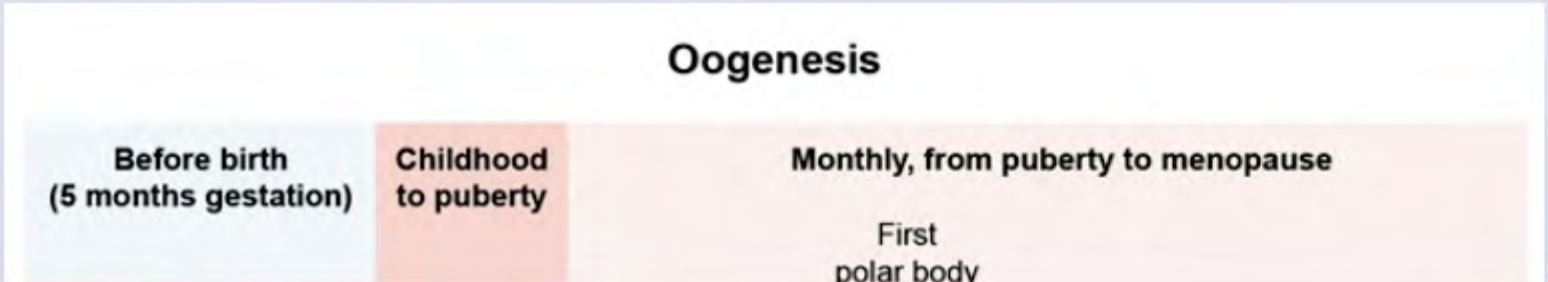 Oogenesis
Before birth
(5 months gestation)
Childhood
to puberty
Monthly, from puberty to menopause
First
polar body